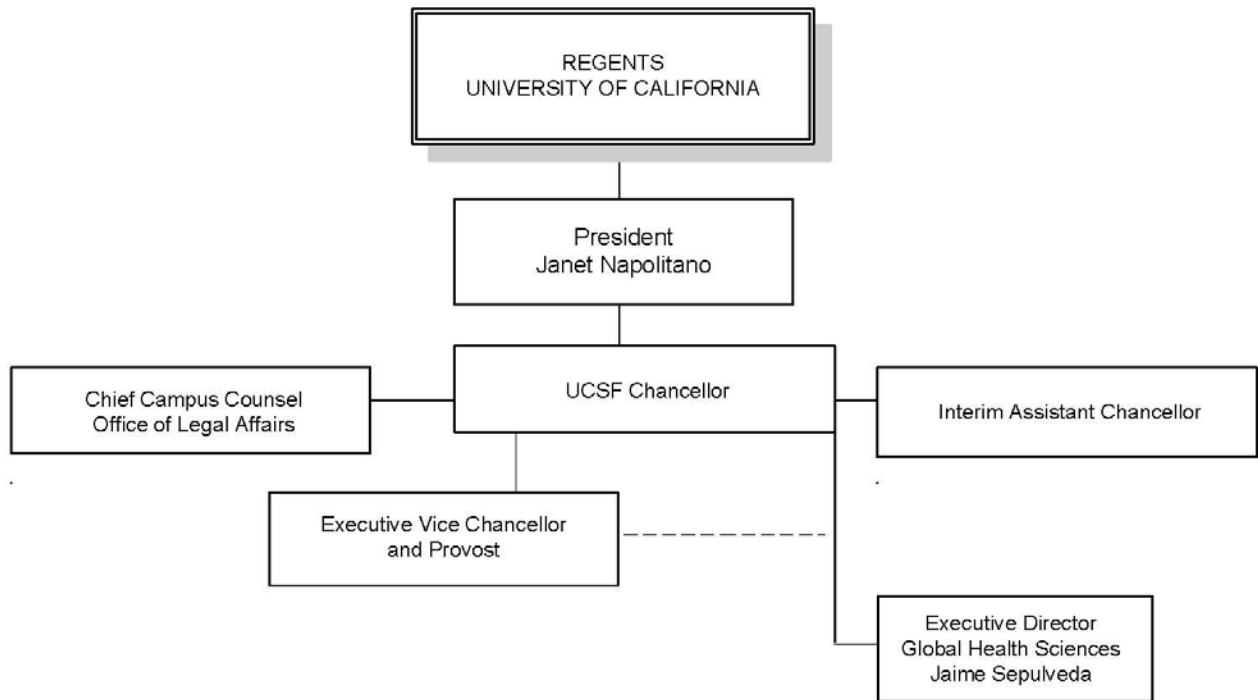 REGENTS
UNIVERSITY OF CALIFORNIA
President
Janet Napolitano
UCSF Chancellor
Chief Campus Counsel
Office of Legal Affairs
Interim Assistant Chancellor
Executive Vice Chancellor
and Provost
Executive Director
Global Health Sciences
Jaime Sepulveda